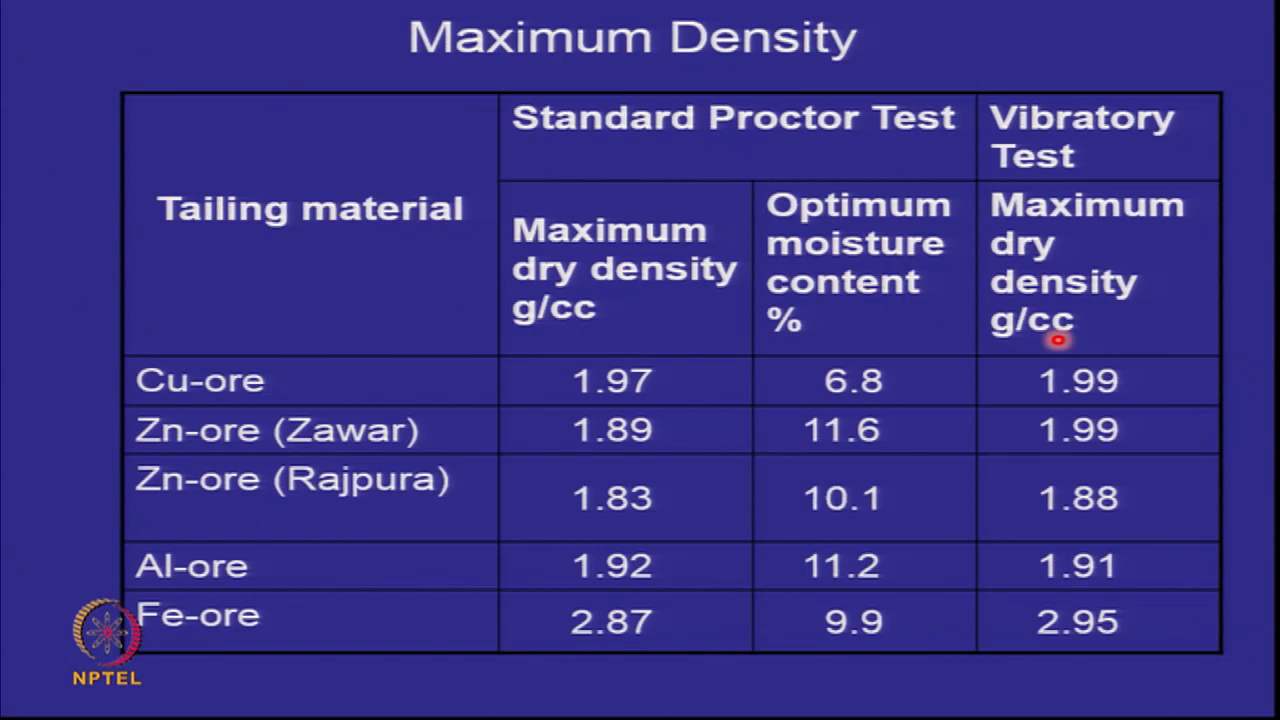 Maximum Density
Tailing material
Standard Proctor Test
Vibratory
Test
Maximum
dry density
g/cc
Optimum
moisture
content
%
Maximum
dry
density
g/cc
Cu-ore 1.97 6.8 1.99
Zn-ore (Zawar) 1.89 11.6 1.99
Zn-ore (Rajpura) 1.83 10.1 1.88
Al-ore 1.92 11.2 1.91
Fe-ore 2.87 9.9 2.95
NPTEL